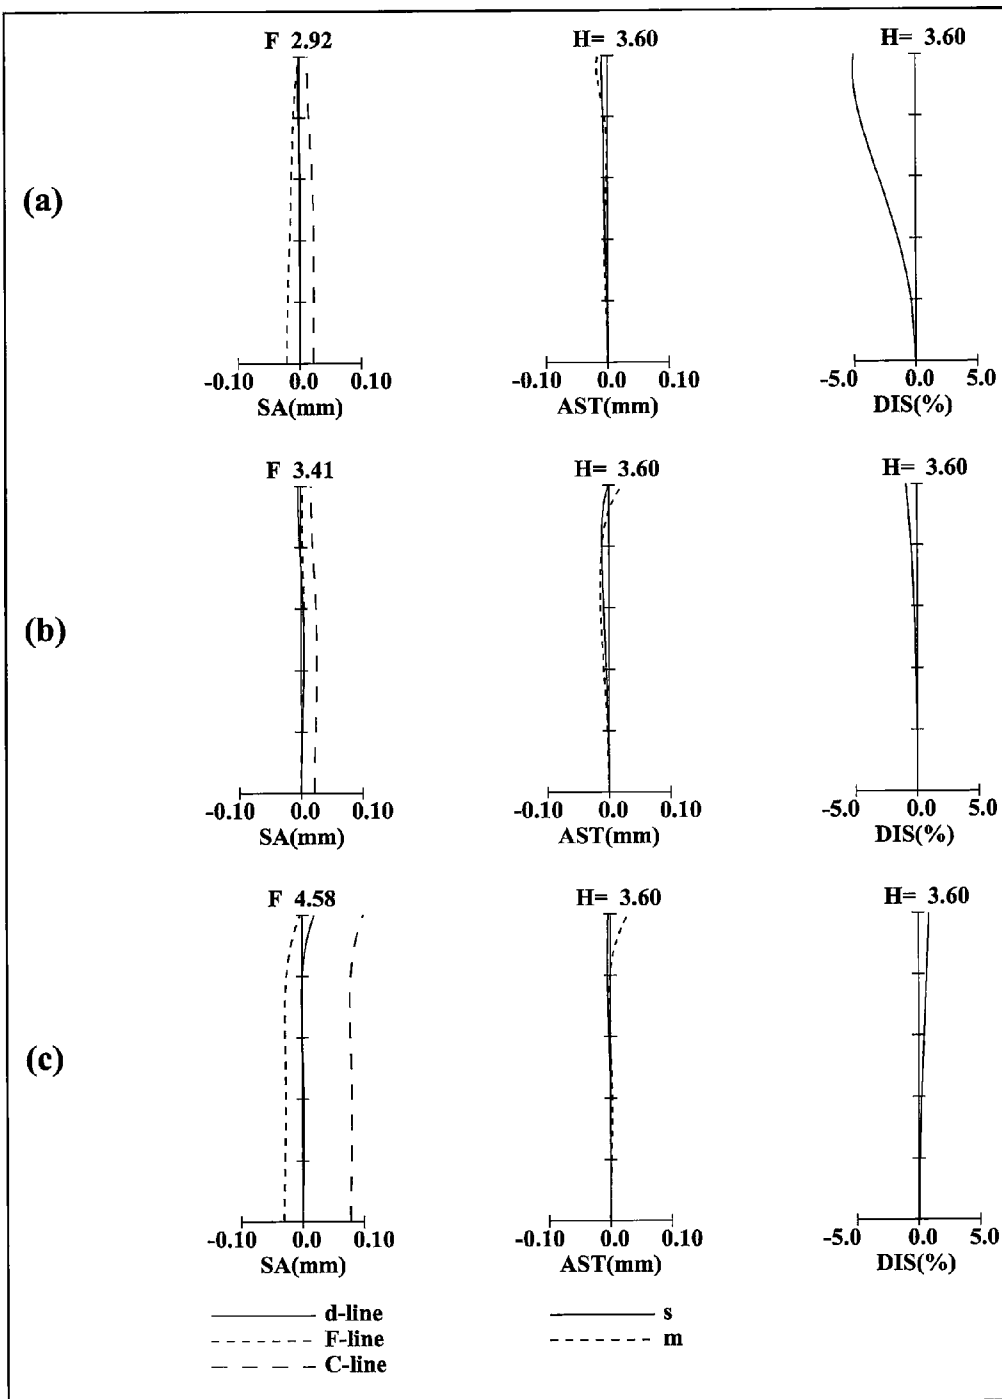 F 2.92
H= 3.60
H= 3.60
(a)
-0.10 0.0 0.10
SA(mm)
-0.10 0.0 0.10
AST(mm)
-5.0 0.0 5.0
DIS(%)
F 3.41
H= 3.60
H= 3.60
(b)
-0.10 0.0 0.10
SA(mm)
-0.10 0.0 0.10
AST(mm)
-5.0 0.0 5.0
DIS(%)
F 4.58
H= 3.60
H= 3.60
(c)
-0.10 0.0 0.10
SA(mm)
-0.10 0.0 0.10
AST(mm)
-5.0 0.0 5.0
DIS(%)
d-line
F-line
C-line
s
m